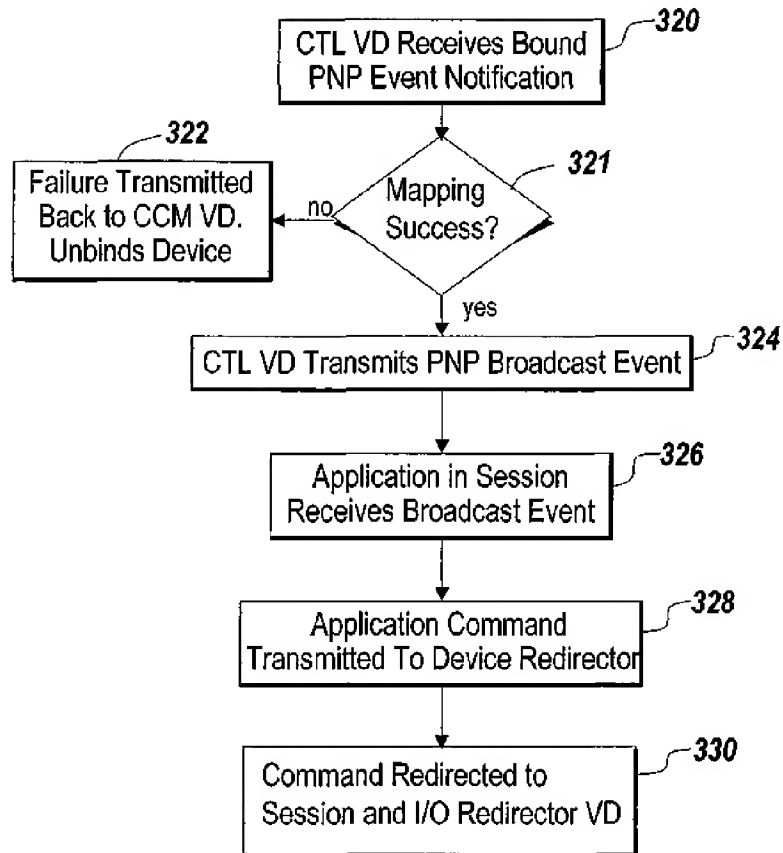 320
CTL VD Receives Bound
PNP Event Notification
322
321
Failure Transmitted
Back to CCM VD.
Unbinds Device
no
Mapping
Success?
yes
324
CTL VD Transmits PNP Broadcast Event
326
Application in Session
Receives Broadcast Event
328
Application Command
Transmitted To Device Redirector
330
Command Redirected to
Session and I/O Redirector VD